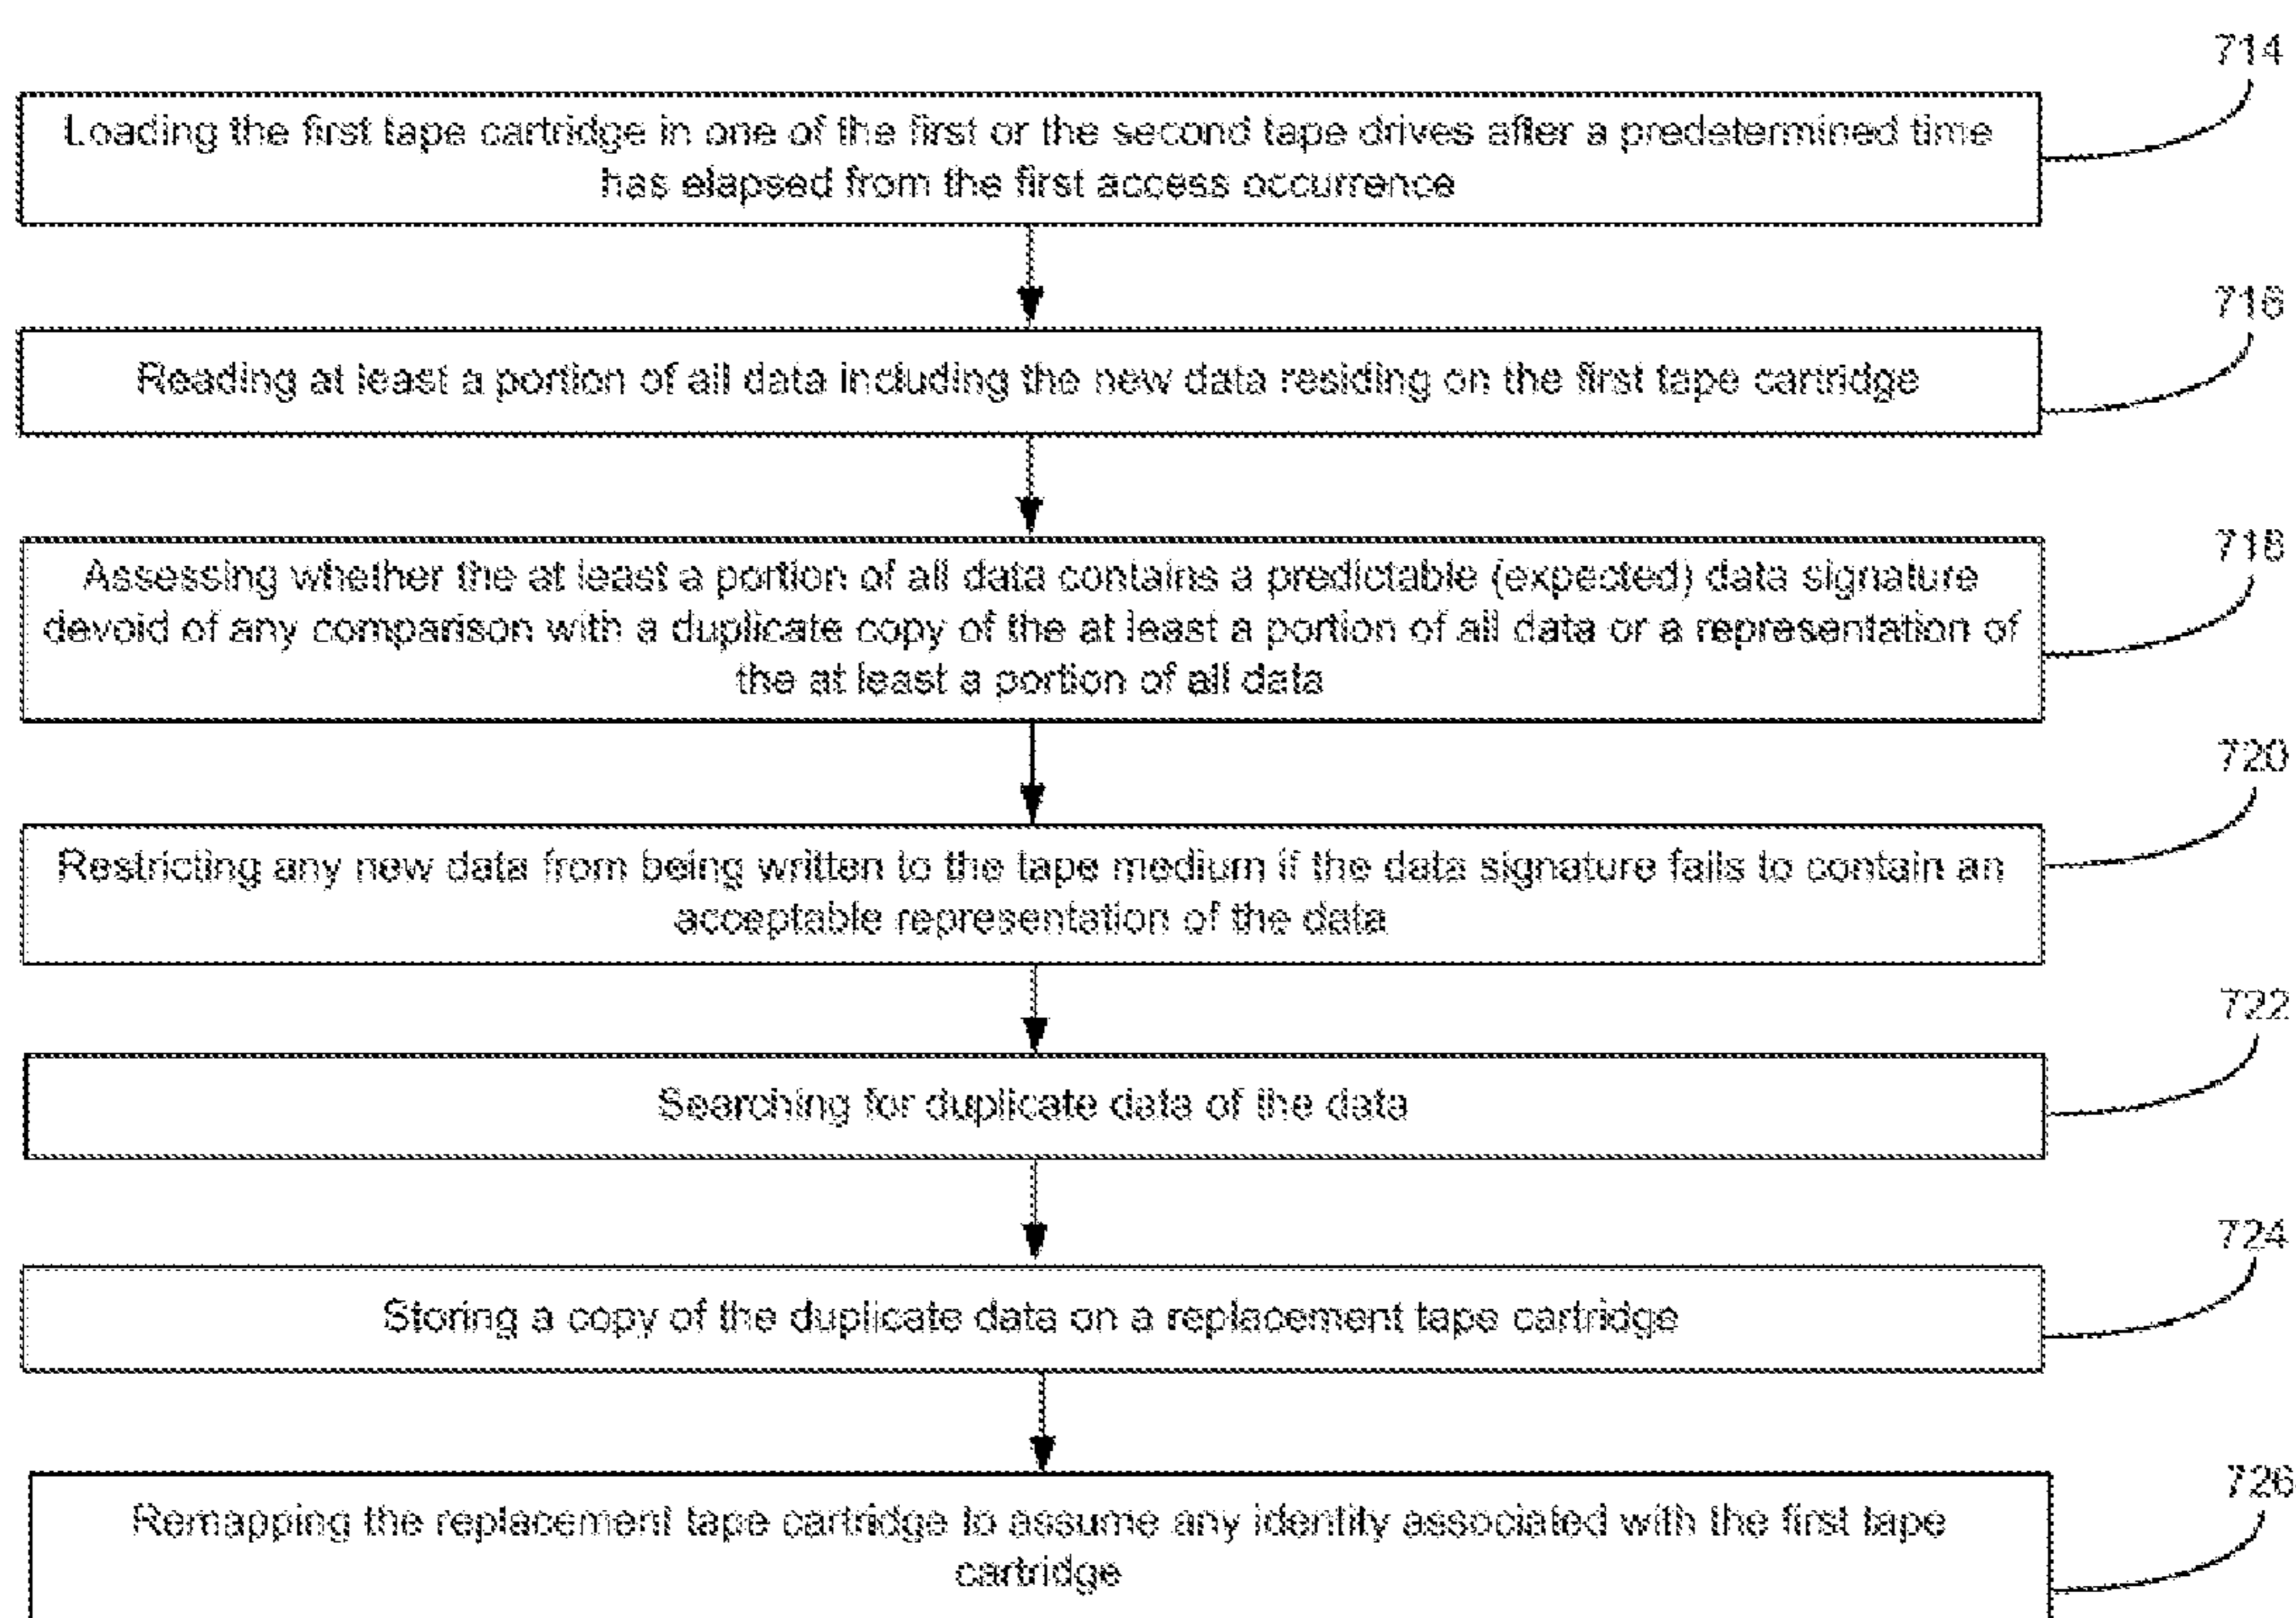 714
Loading the first tape cartridge in one of the first or the second tape drives after a predetermined time
has elapsed from the first access occurrence
716
Reading at least a portion of all data including the new data residing on the first tape cartridge
718
Assessing whether the at least a portion of all data contains a predictable (expected) data signature
devoid of any comparison with a duplicate copy of the at least a portion of all data or a representation of
the at least a portion of all data
720
Restricting any new data from being written to the tape medium if the data signature fails to contain an
acceptable representation of the data
722
Searching for duplicate data of the data
724
Storing a copy of the duplicate data on a replacement tape cartridge
726
Remapping the replacement tape cartridge to assume any identity associated with the first tape
cartridge